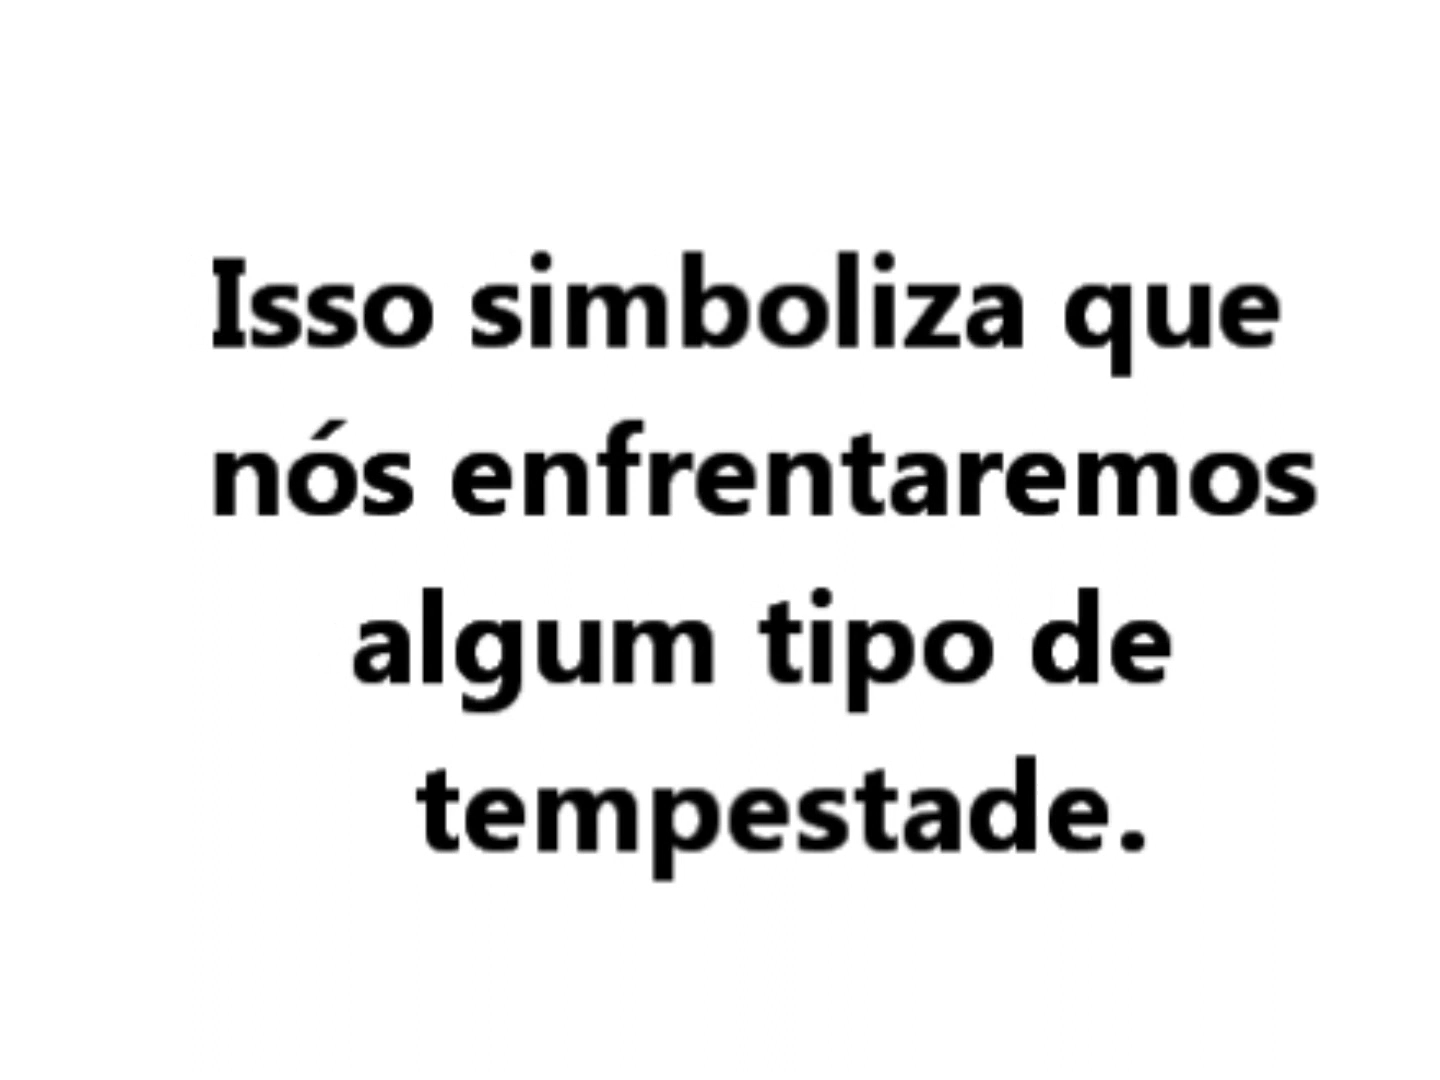 Isso simboliza que
nós enfrentaremos
algum tipo de
tempestade.